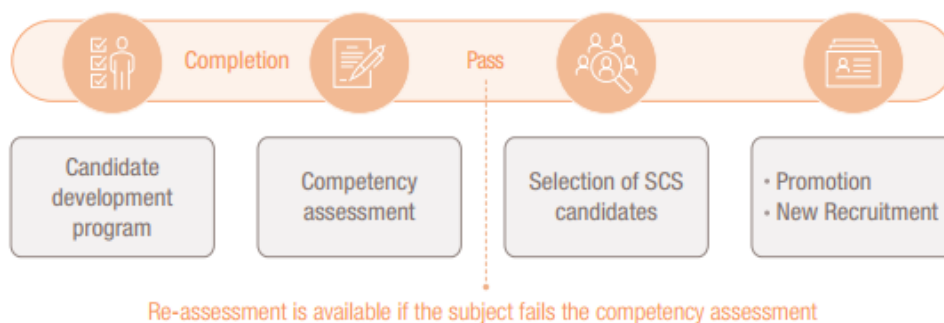 Completion
Pass
Candidate
development
program
Competency
assessment
Selection of SCS
candidates
• Promotion
• New Recruitment
Re-assessment is available if the subject fails the competency assessment